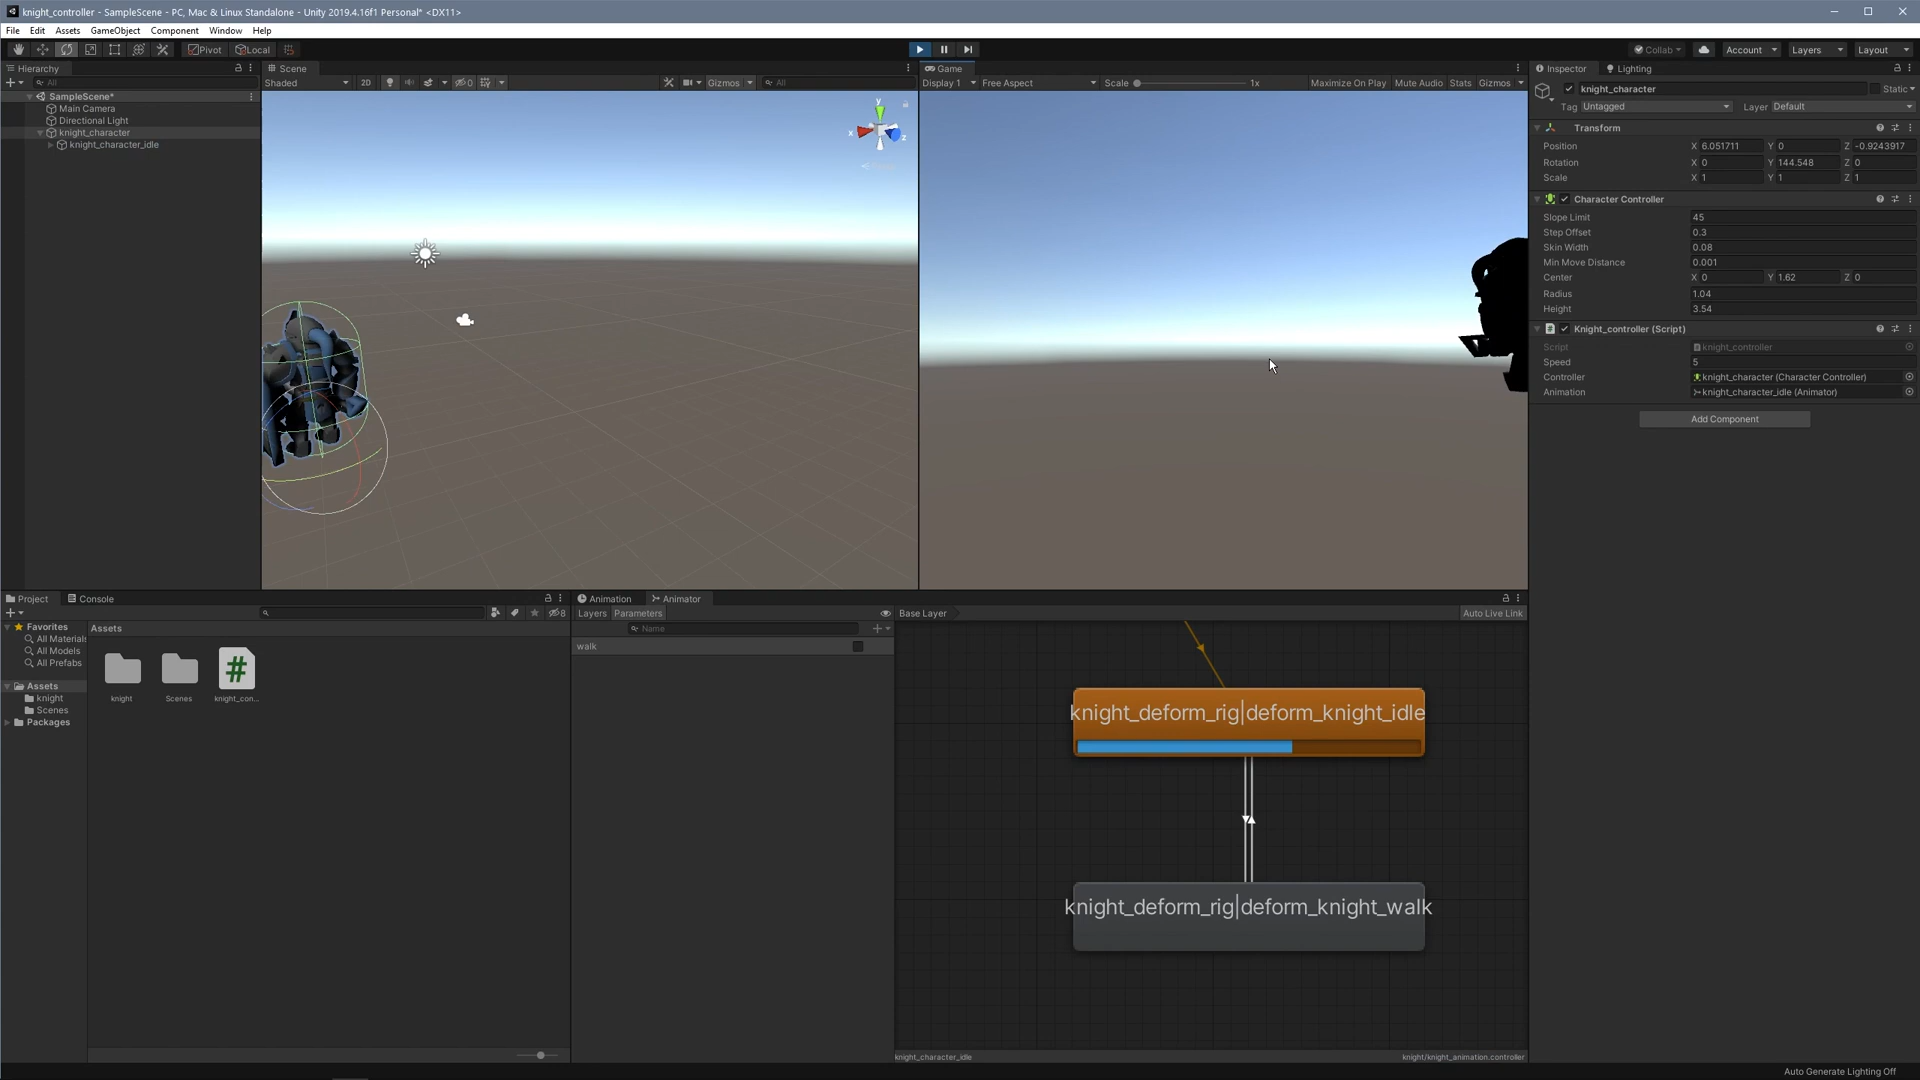 knight_controller - SampleScene - PC, Mac & Linux Standalone - Unity 2019.4.16f1 Personal* <DX11>
File Edit Assets GameObject Component Window Help
Pivot Local Collab Account Layers Layout
Hierarchy
All
SampleScene*
Main Camera
Directional Light
knight_character
knight_character_idle
Scene
Shaded 2D 0 Gizmos All
y
x
z
Game
Display 1 Free Aspect Scale 1x Maximize On Play Mute Audio Stats Gizmos
Inspector Lighting
knight_character Static
Tag Untagged Layer Default
Transform
Position X 6.051711 Y 0 Z -0.9243917
Rotation X 0 Y 144.548 Z 0
Scale X 1 Y 1 Z 1
Character Controller
Slope Limit 45
Step Offset 0.3
Skin Width 0.08
Min Move Distance 0.001
Center X 0 Y 1.62 Z 0
Radius 1.04
Height 3.54
Knight_controller (Script)
Script knight_controller
Speed 5
Controller knight_character (Character Controller)
Animation knight_character_idle (Animator)
Add Component
Project Console
8
Favorites
All Materials
All Models
All Prefabs
Assets
knight
Scenes
Packages
Assets
knight Scenes knight_con...
Animation Animator
Layers Parameters Base Layer Auto Live Link
Name
walk
knight_deform_rig|deform_knight_idle
knight_deform_rig|deform_knight_walk
knight_character_idle knight/knight_animation.controller
Auto Generate Lighting Off